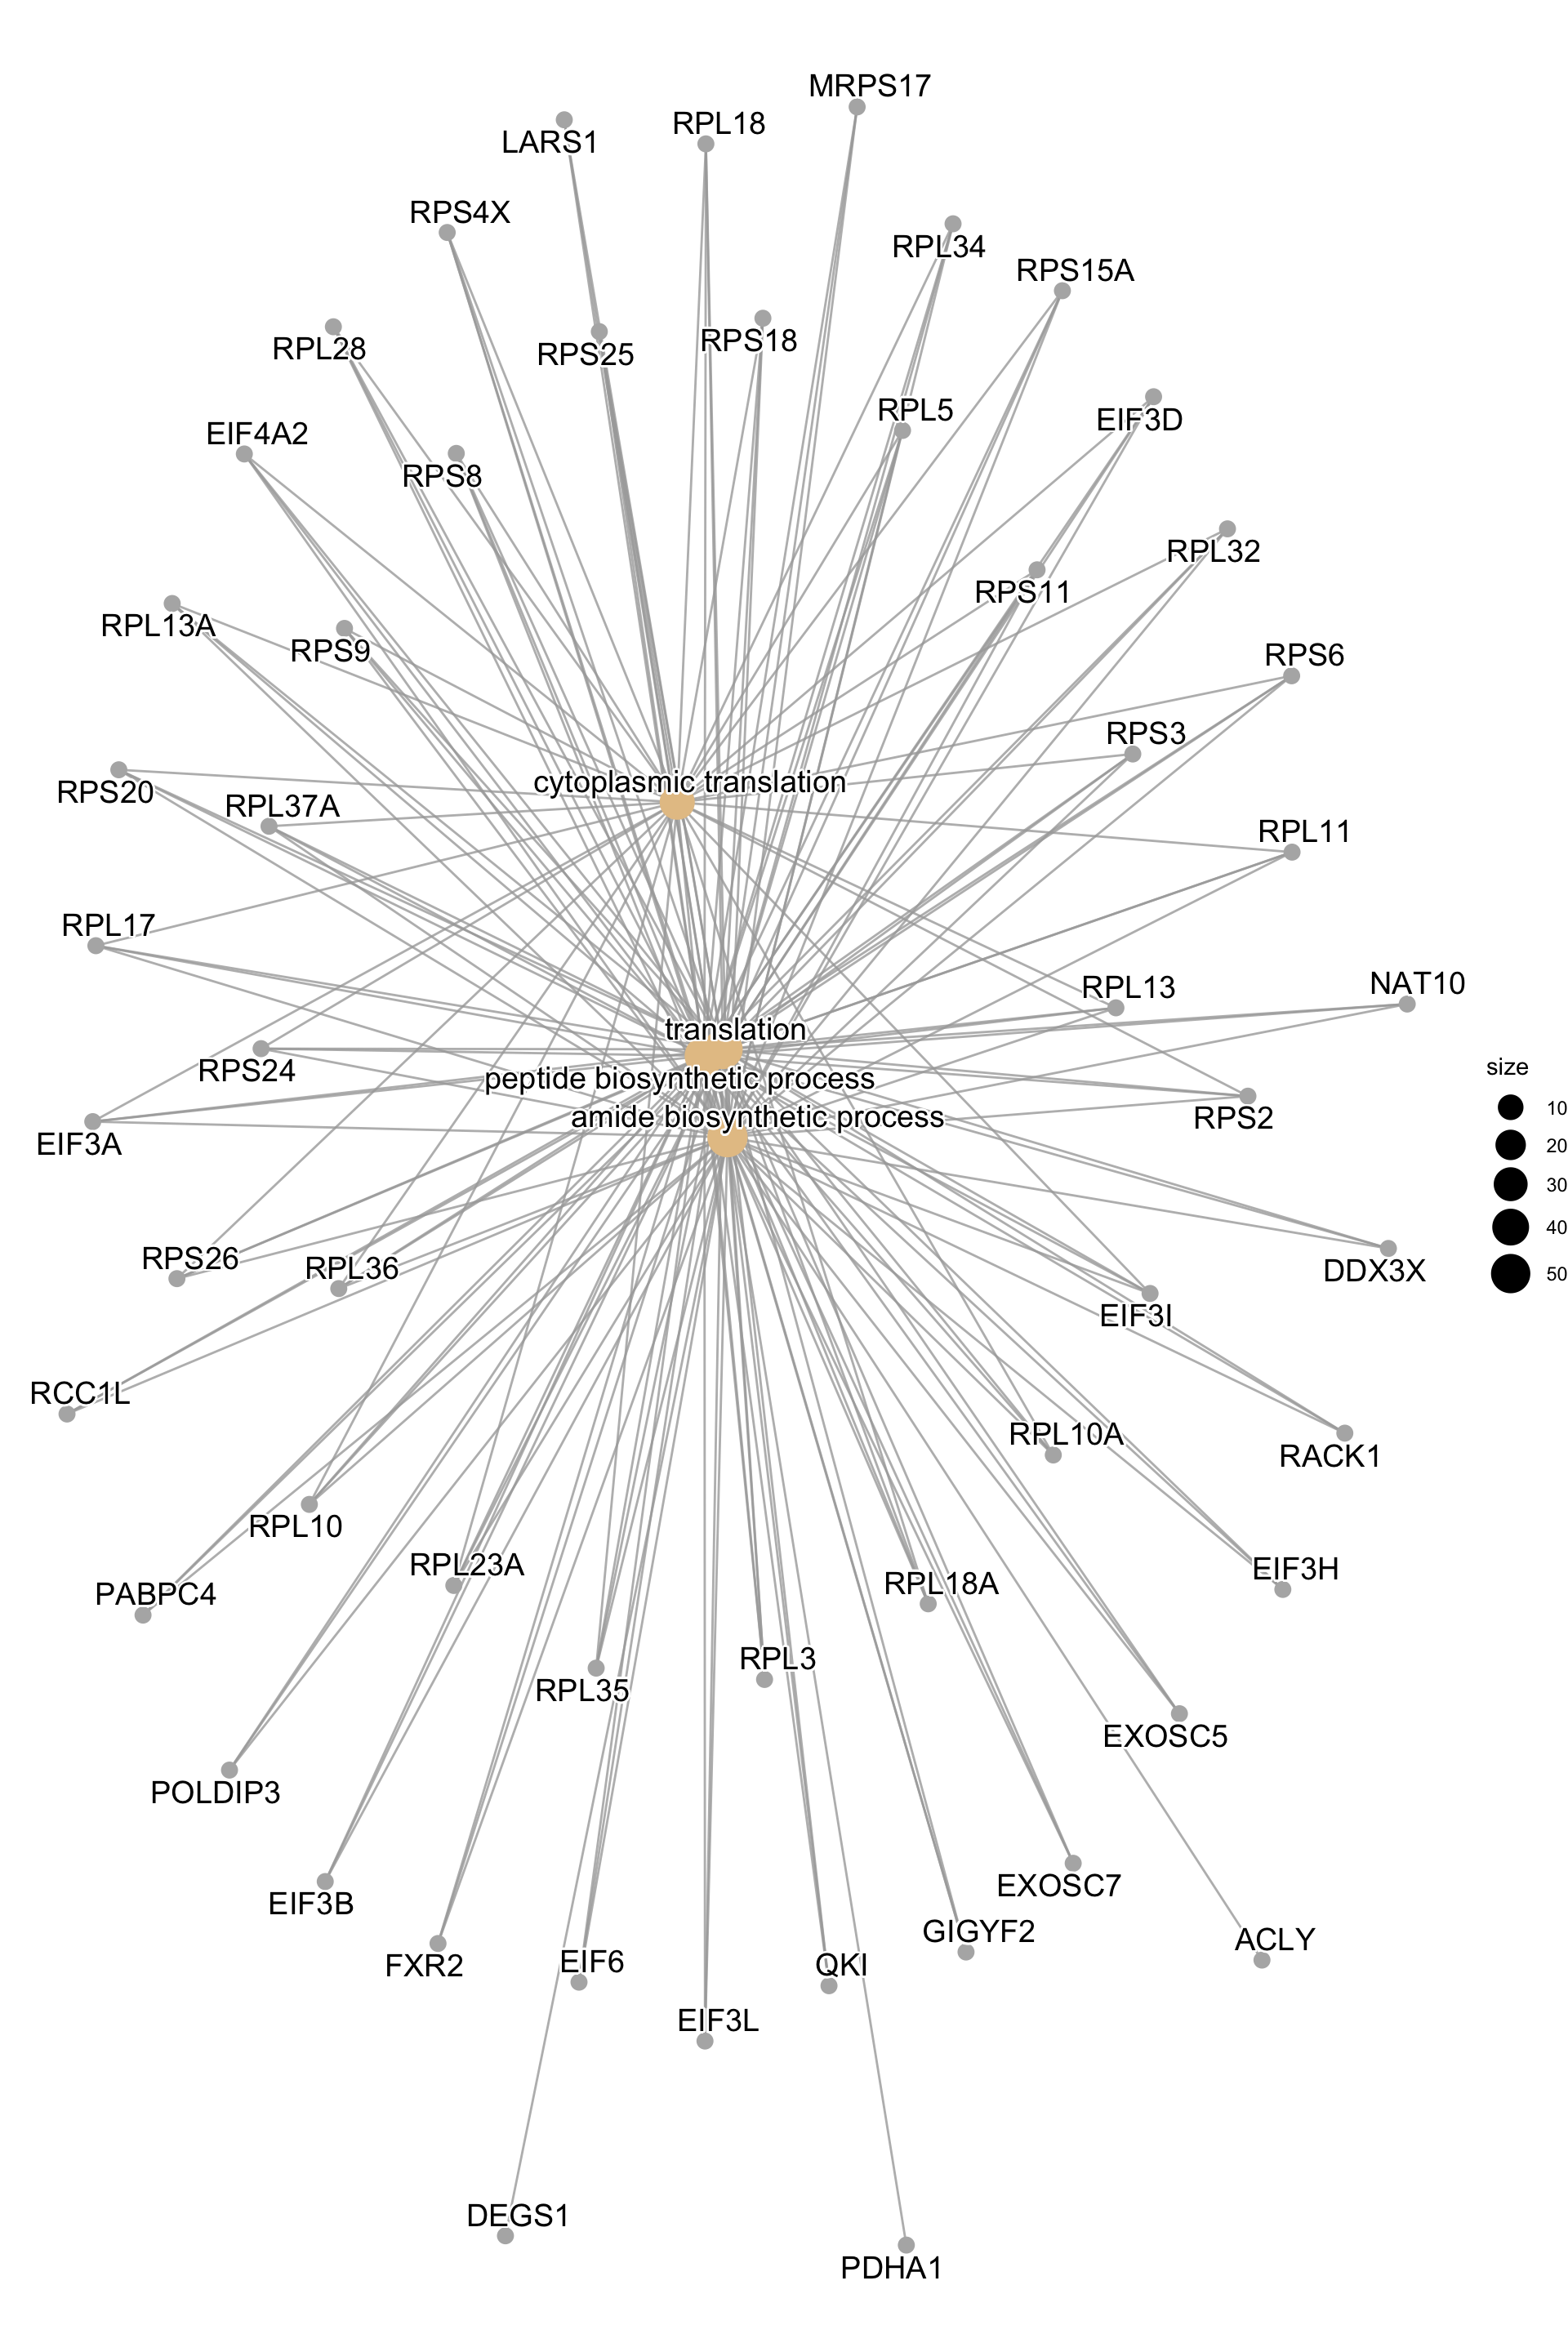 MRPS17
LARS1
RPL18
RPS4X
RPL34
RPS15A
RPL28
RPS25
RPS18
RPL5
EIF3D
EIF4A2
RPS8
RPL32
RPS11
RPL13A
RPS9
RPS6
RPS3
cytoplasmic translation
RPS20
RPL37A
RPL11
RPL17
RPL13
NAT10
translation
RPS24
peptide biosynthetic process
amide biosynthetic process
EIF3A
RPS2
size
10
20
30
40
50
RPS26
RPL36
DDX3X
EIF3I
RCC1L
RPL10A
RACK1
RPL10
RPL23A
EIF3H
PABPC4
RPL18A
RPL3
RPL35
EXOSC5
POLDIP3
EIF3B
EXOSC7
GIGYF2
ACLY
FXR2
EIF6
QKI
EIF3L
DEGS1
PDHA1